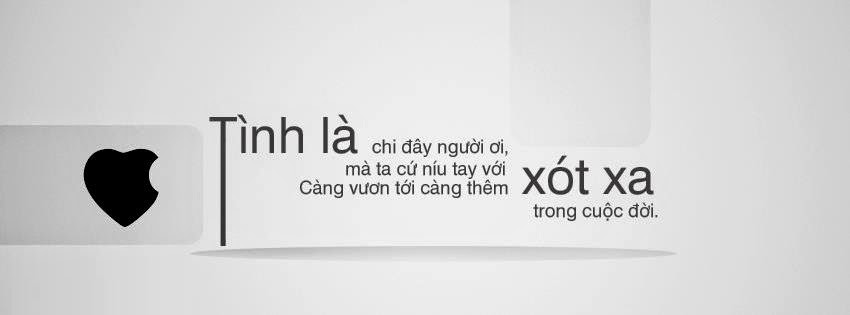 Tình là chi đây người ơi,
mà ta cứ níu tay với
Càng vươn tới càng thêm xót xa
trong cuộc đời.